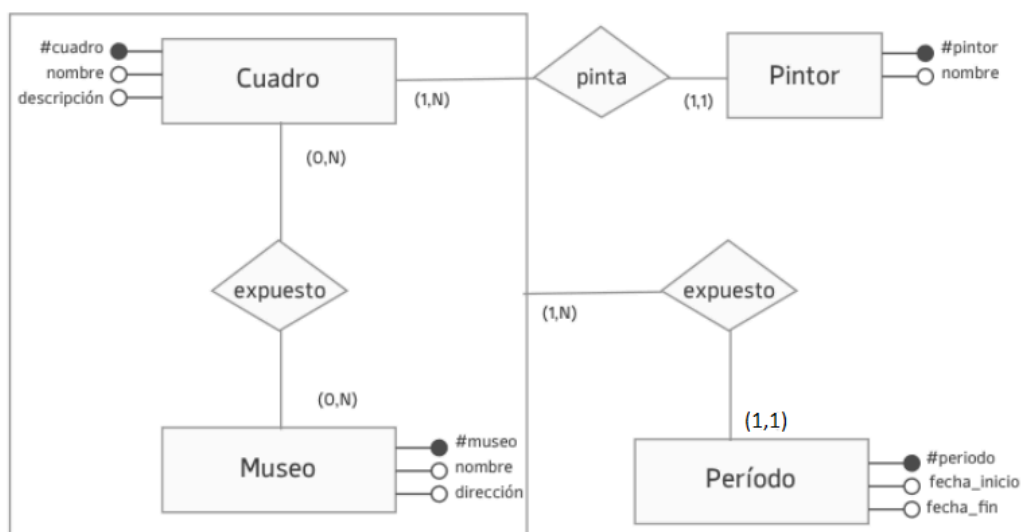 #cuadro
nombre
descripción
Cuadro
(1,N)
pinta
(1,1)
Pintor
#pintor
nombre
(0,N)
expuesto
(1,N)
expuesto
(0,N)
(1,1)
Museo
#museo
nombre
dirección
Período
#periodo
fecha_inicio
fecha_fin